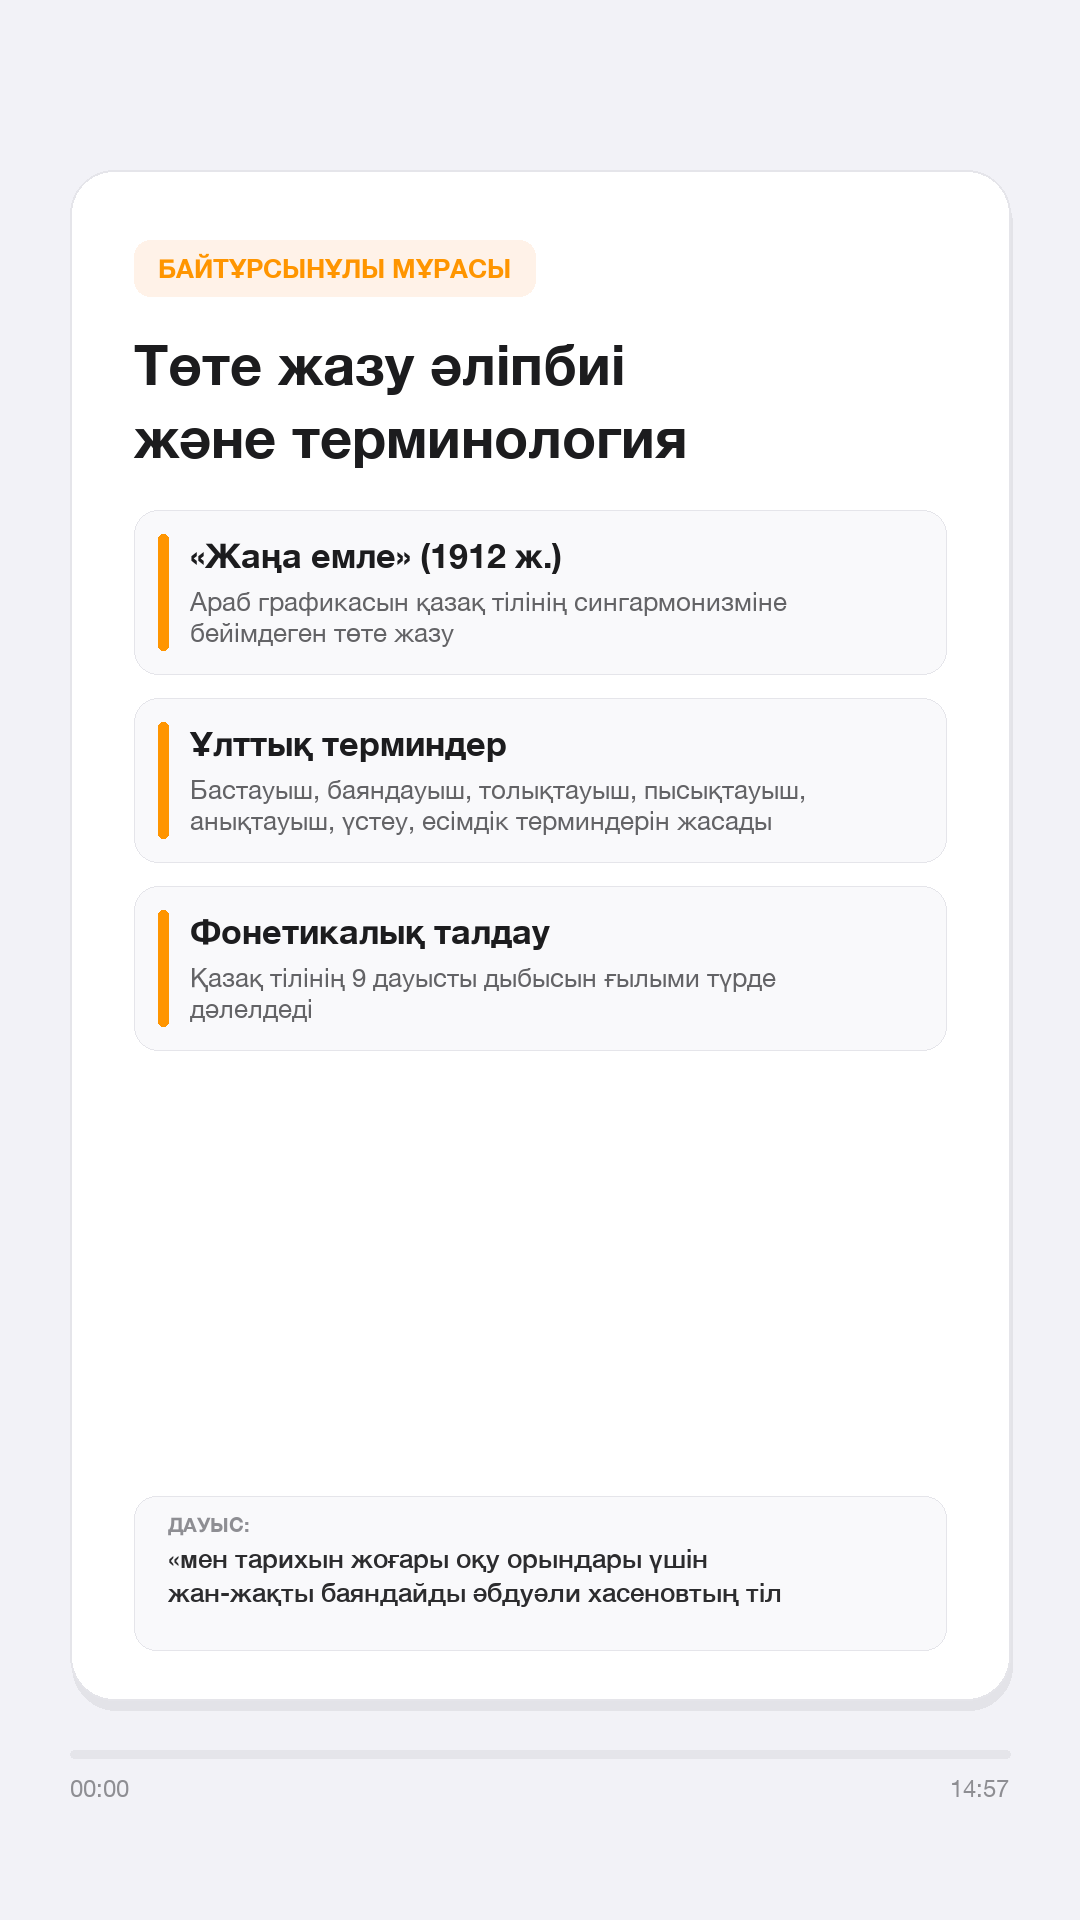 БАЙТҰРСЫНҰЛЫ МҰРАСЫ
Төте жазу әліпбиі
және терминология
«Жаңа емле» (1912 ж.)
Араб графикасын қазақ тілінің сингармонизміне
бейімдеген төте жазу
Ұлттық терминдер
Бастауыш, баяндауыш, толықтауыш, пысықтауыш,
анықтауыш, үстеу, есімдік терминдерін жасады
Фонетикалық талдау
Қазақ тілінің 9 дауысты дыбысын ғылыми түрде
дәлелдеді
ДАУЫС:
«мен тарихын жоғары оқу орындары үшін
жан-жақты баяндайды әбдуәли хасеновтың тіл
00:00
14:57